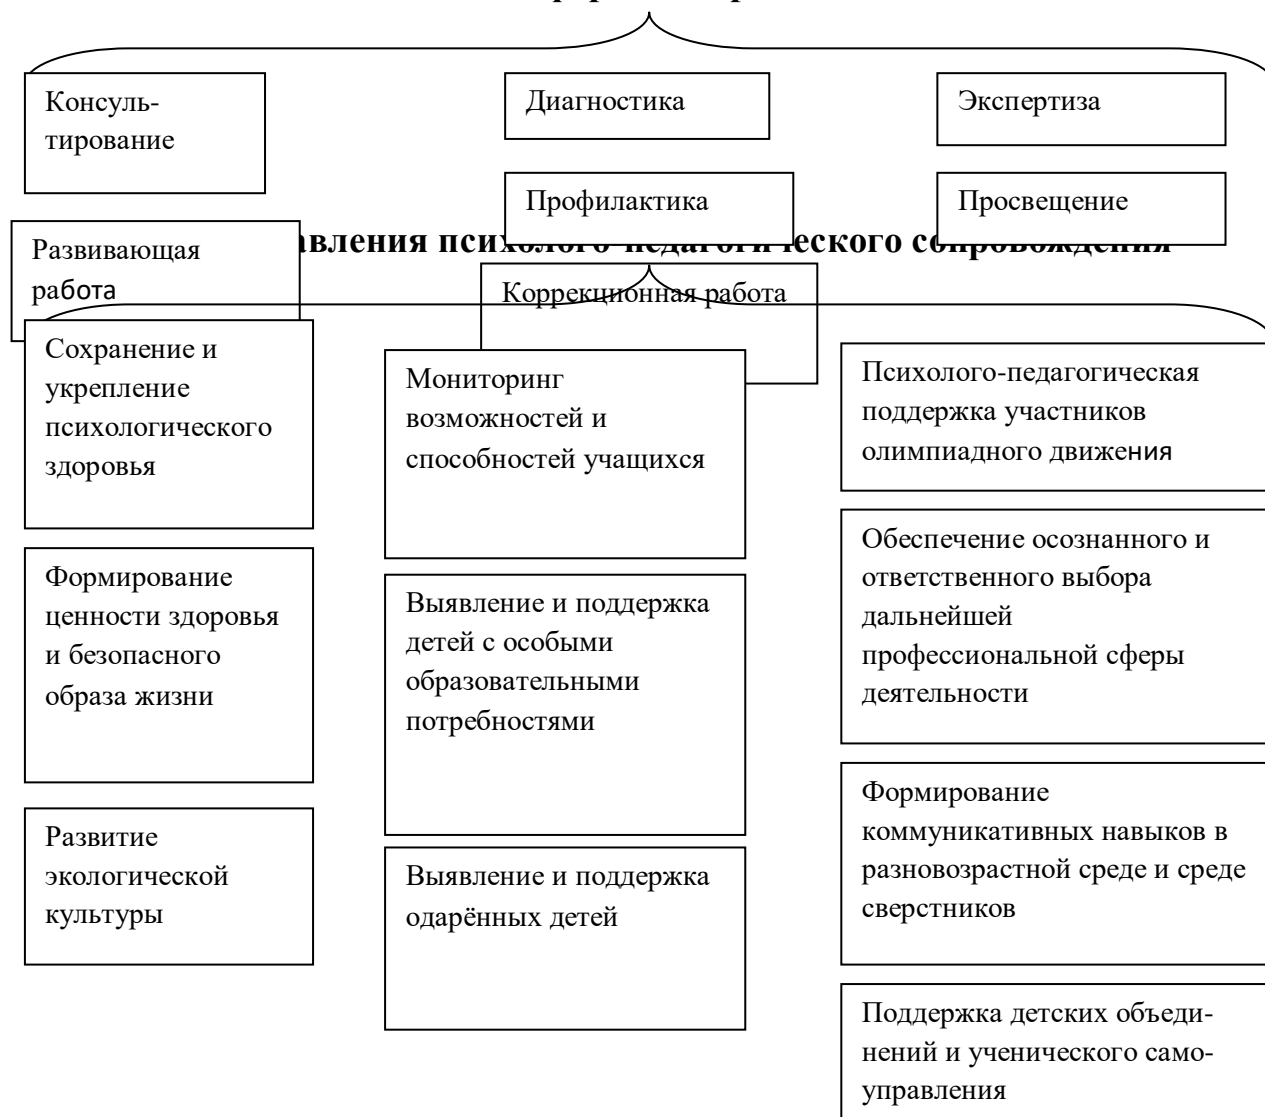 Консуль-
тирование
Диагностика
Экспертиза
Профилактика
Просвещение
Развивающая
работа
психолого-педагогического сопровождения
Коррекционная работа
Сохранение и
укрепление
психологического
здоровья
Мониторинг
возможностей и
способностей учащихся
Психолого-педагогическая
поддержка участников
олимпиадного движения
Формирование
ценности здоровья
и безопасного
образа жизни
Выявление и поддержка
детей с особыми
образовательными
потребностями
Обеспечение осознанного и
ответственного выбора
дальнейшей
профессиональной сферы
деятельности
Развитие
экологической
культуры
Выявление и поддержка
одарённых детей
Формирование
коммуникативных навыков в
разновозрастной среде и среде
сверстников
Поддержка детских объеди-
нений и ученического само-
управления